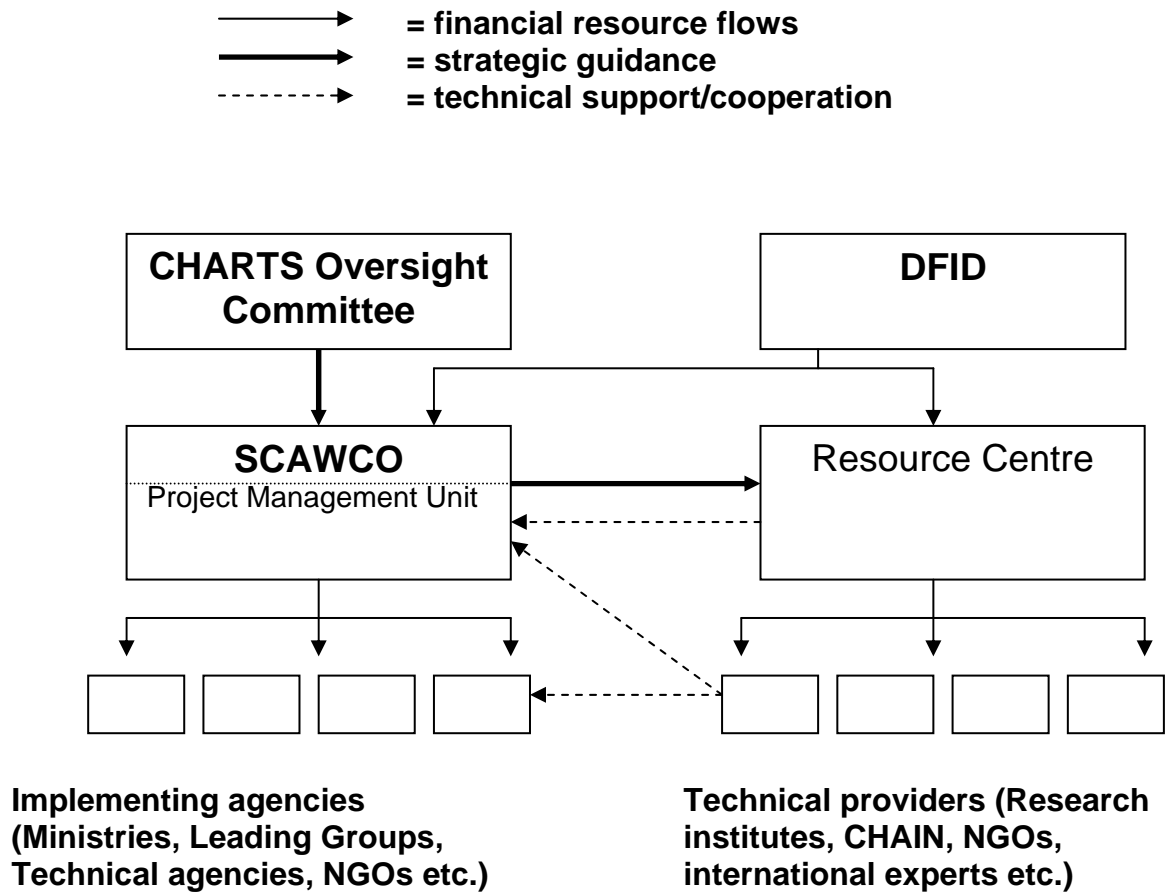 = financial resource flows
= strategic guidance
= technical support/cooperation
CHARTS Oversight
Committee
DFID
SCAWCO
Project Management Unit
Resource Centre
Implementing agencies
(Ministries, Leading Groups,
Technical agencies, NGOs etc.)
Technical providers (Research
institutes, CHAIN, NGOs,
international experts etc.)